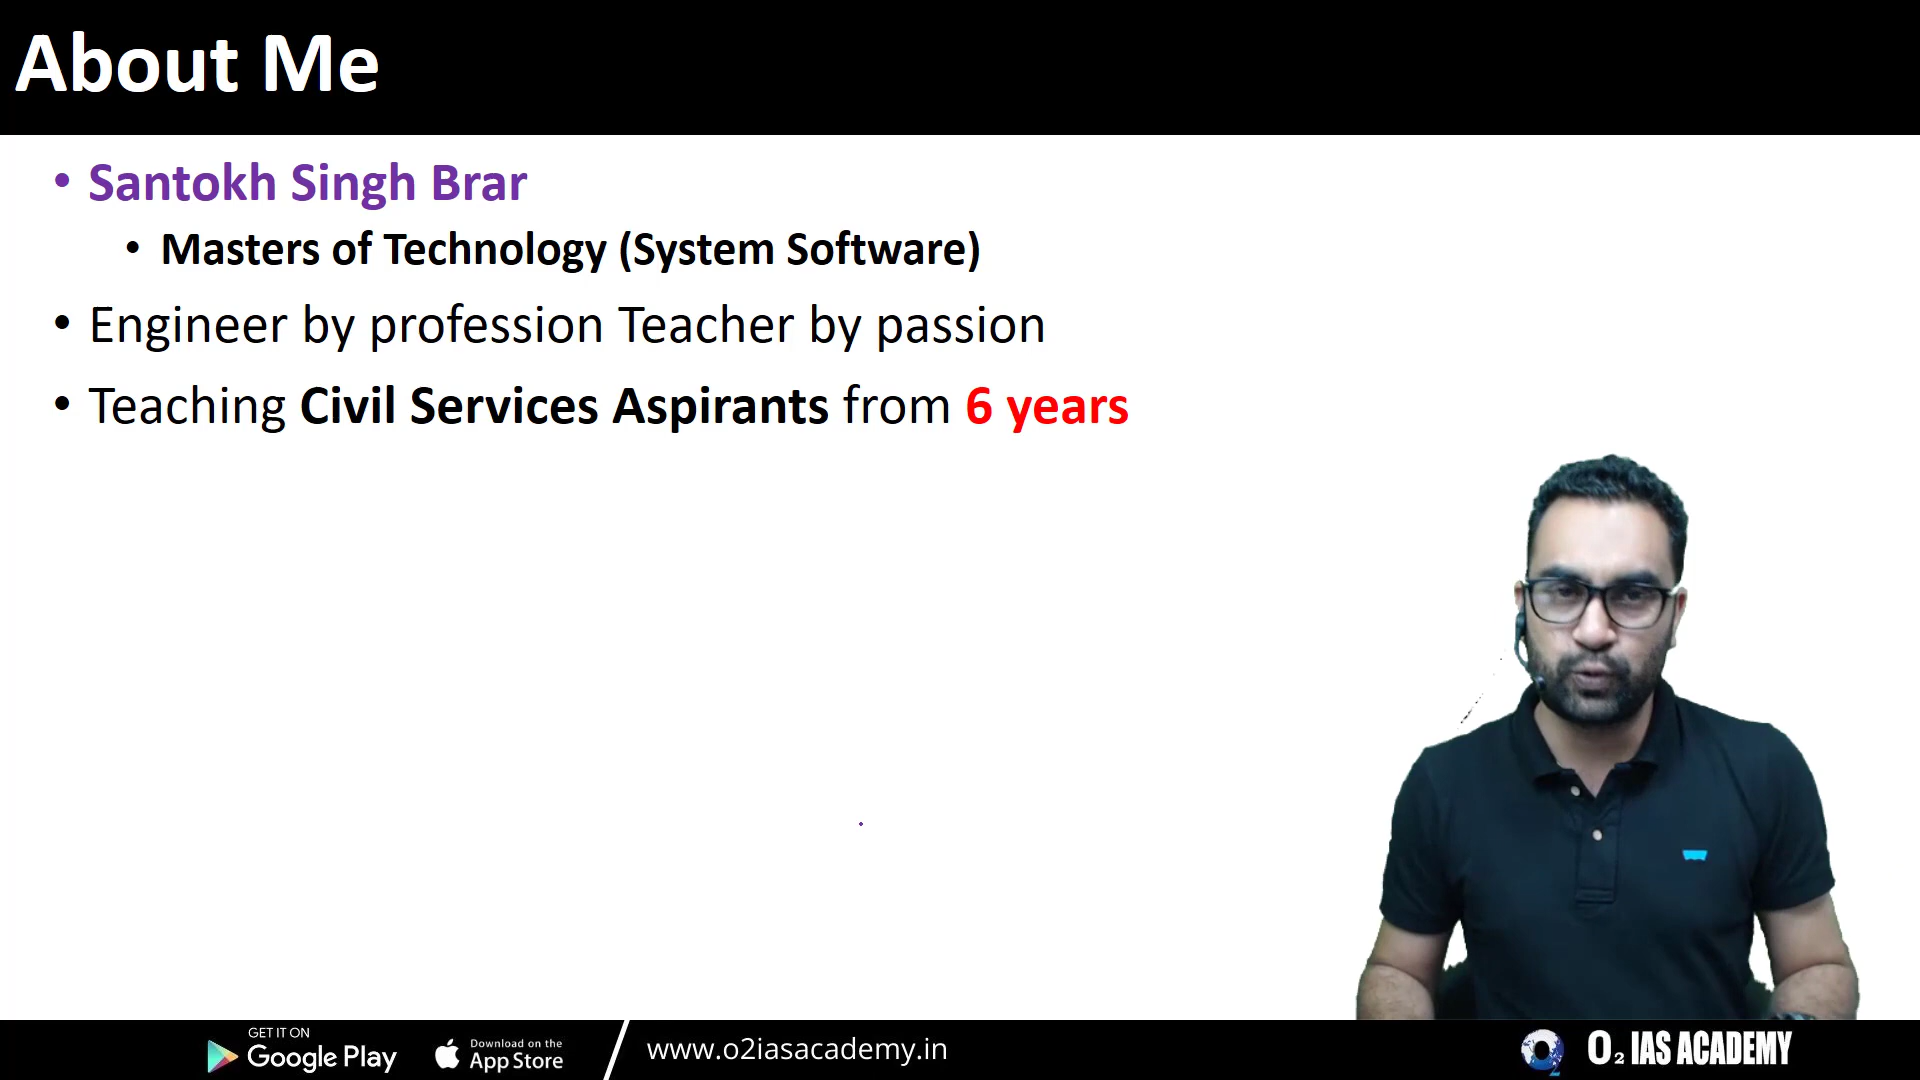 About Me
• Santokh Singh Brar
• Masters of Technology (System Software)
• Engineer by profession Teacher by passion
• Teaching Civil Services Aspirants from 6 years
GET IT ON
Google Play
Download on the
App Store
www.o2iasacademy.in
O₂ IAS ACADEMY